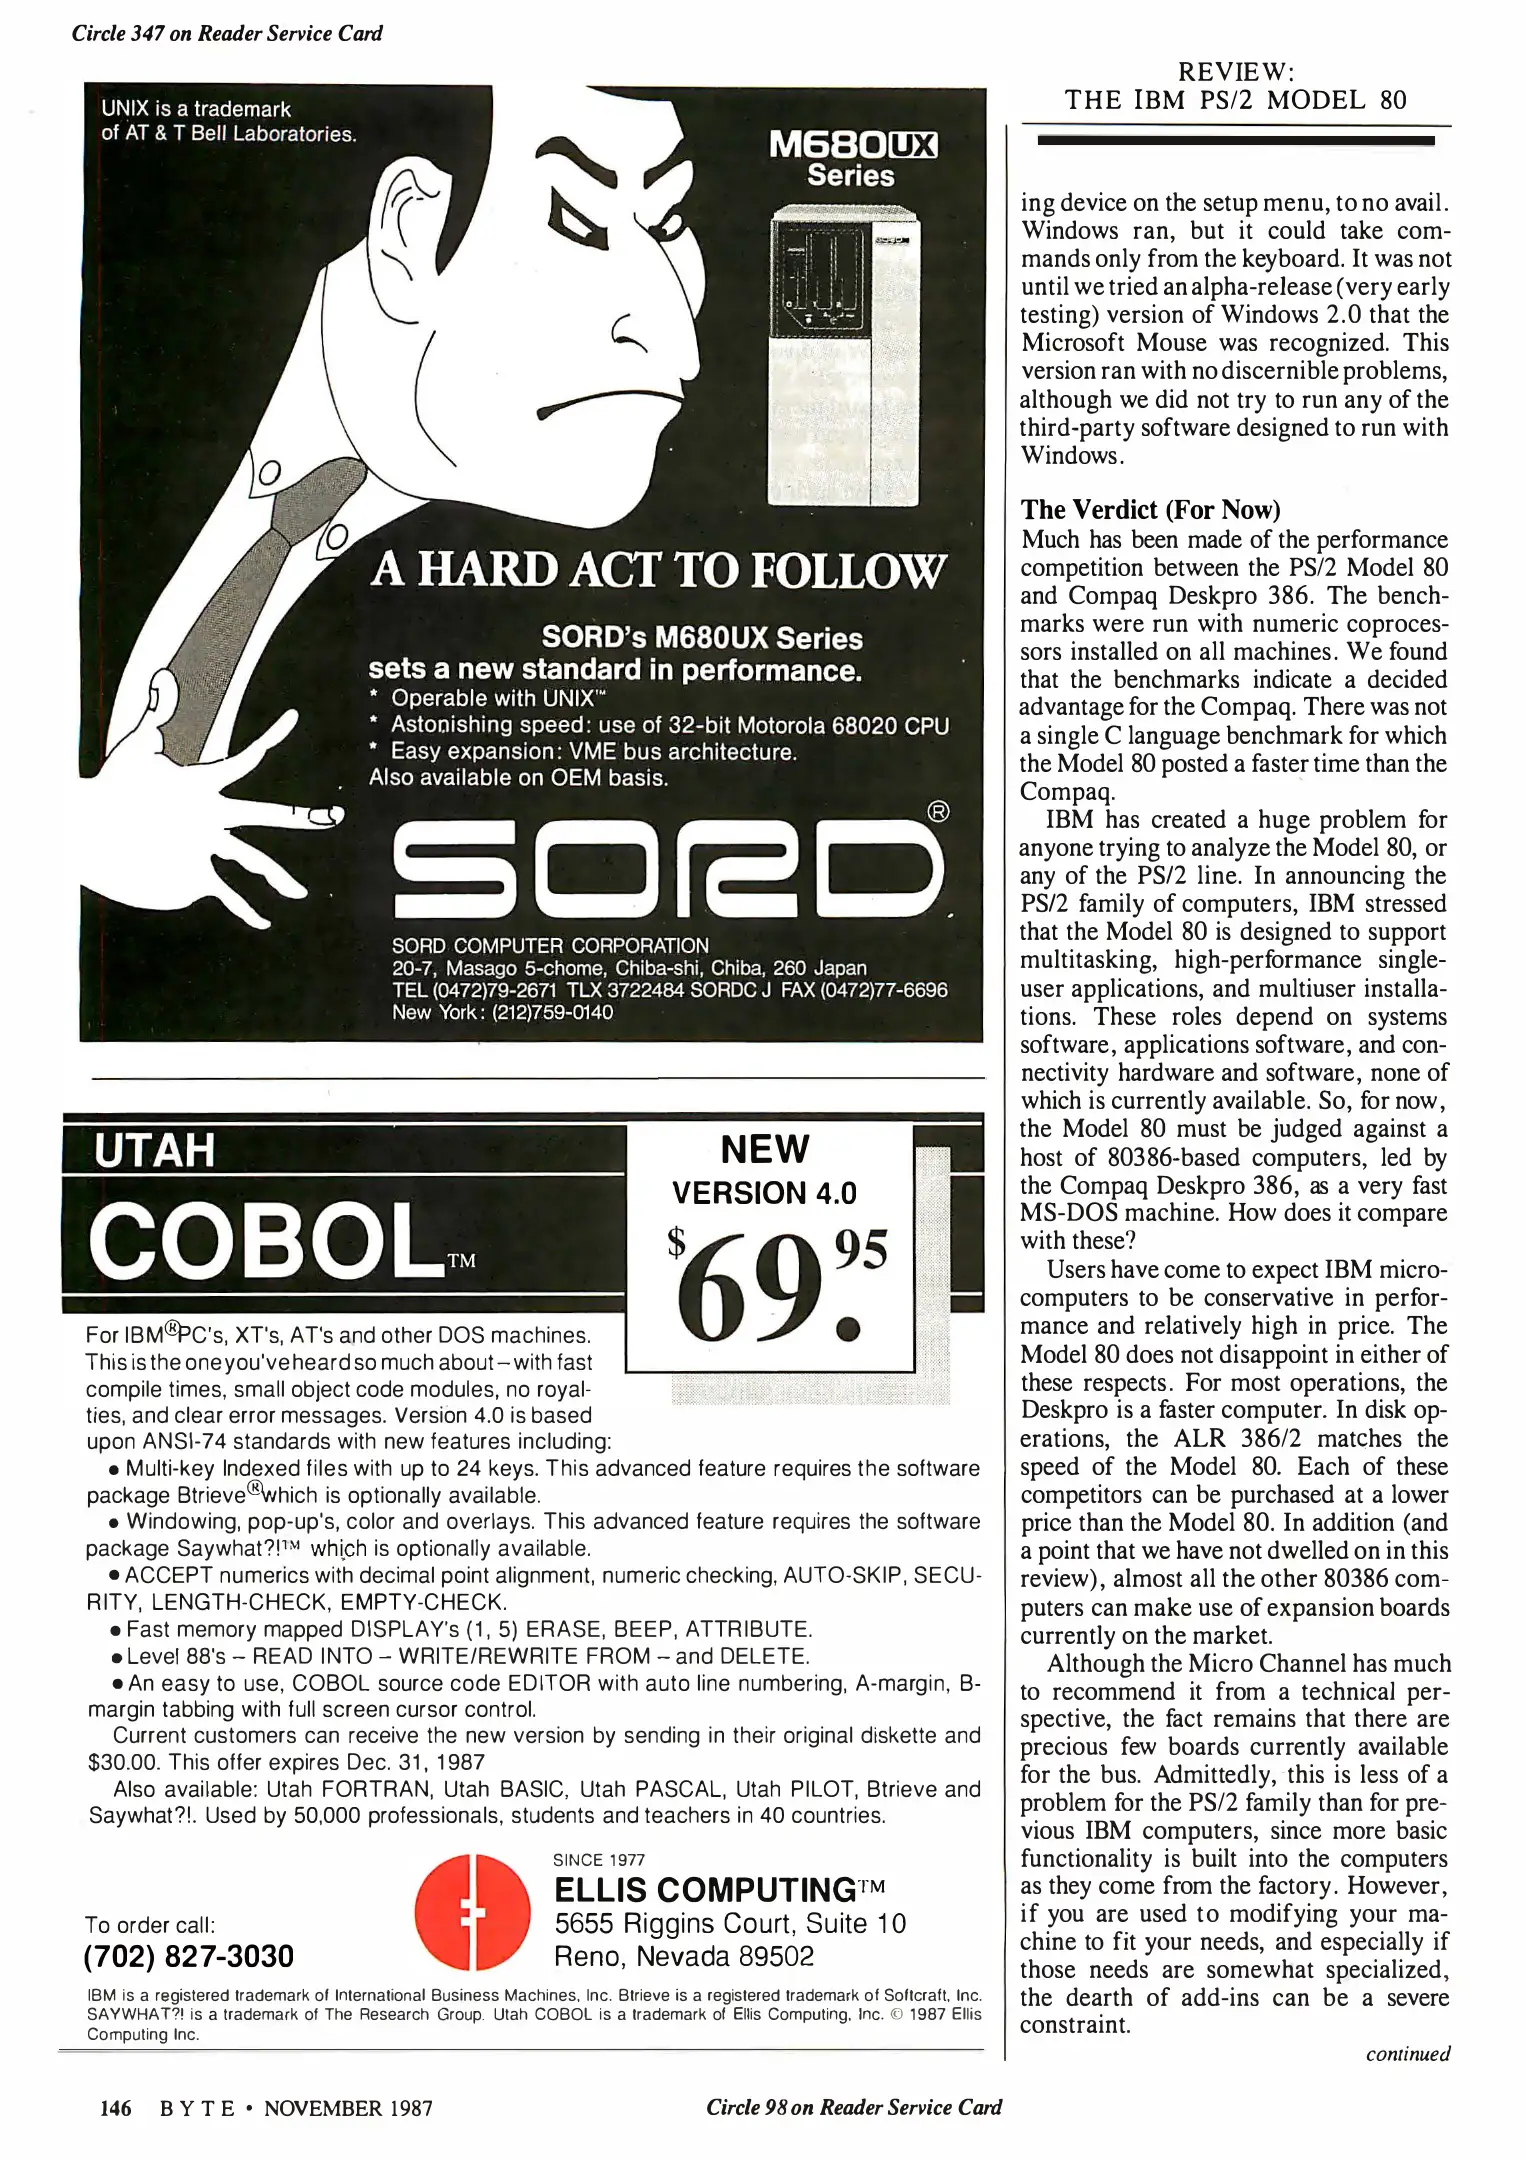 Circle 347 on Reader Service Card
UNIX is a trademark
of AT & T Bell Laboratories.
M680UX
Series
A HARD ACT TO FOLLOW
SORD's M680UX Series
sets a new standard in performance.
* Operable with UNIX™
* Astonishing speed: use of 32-bit Motorola 68020 CPU
* Easy expansion: VME bus architecture.
Also available on OEM basis.
SORD®
SORD COMPUTER CORPORATION
20-7, Masago 5-chome, Chiba-shi, Chiba, 260 Japan
TEL (0472)79-2671 TLX 3722484 SORDC J FAX (0472)77-6696
New York: (212)759-0140
UTAH
COBOL™
NEW
VERSION 4.0
$69.95
For IBM® PC's, XT's, AT's and other DOS machines.
This is the one you've heard so much about – with fast
compile times, small object code modules, no royal-
ties, and clear error messages. Version 4.0 is based
upon ANSI-74 standards with new features including:
● Multi-key Indexed files with up to 24 keys. This advanced feature requires the software
package Btrieve® which is optionally available.
● Windowing, pop-up's, color and overlays. This advanced feature requires the software
package Saywhat?!™ which is optionally available.
● ACCEPT numerics with decimal point alignment, numeric checking, AUTO-SKIP, SECU-
RITY, LENGTH-CHECK, EMPTY-CHECK.
● Fast memory mapped DISPLAY's (1, 5) ERASE, BEEP, ATTRIBUTE.
● Level 88's – READ INTO – WRITE/REWRITE FROM – and DELETE.
● An easy to use, COBOL source code EDITOR with auto line numbering, A-margin, B-
margin tabbing with full screen cursor control.
Current customers can receive the new version by sending in their original diskette and
$30.00. This offer expires Dec. 31, 1987
Also available: Utah FORTRAN, Utah BASIC, Utah PASCAL, Utah PILOT, Btrieve and
Saywhat?!. Used by 50,000 professionals, students and teachers in 40 countries.
To order call:
(702) 827-3030
SINCE 1977
ELLIS COMPUTING™
5655 Riggins Court, Suite 10
Reno, Nevada 89502
IBM is a registered trademark of International Business Machines, Inc. Btrieve is a registered trademark of Softcraft, Inc.
SAYWHAT?! is a trademark of The Research Group. Utah COBOL is a trademark of Ellis Computing, Inc. © 1987 Ellis
Computing Inc.
REVIEW:
THE IBM PS/2 MODEL 80
ing device on the setup menu, to no avail.
Windows ran, but it could take com-
mands only from the keyboard. It was not
until we tried an alpha-release (very early
testing) version of Windows 2.0 that the
Microsoft Mouse was recognized. This
version ran with no discernible problems,
although we did not try to run any of the
third-party software designed to run with
Windows.
The Verdict (For Now)
Much has been made of the performance
competition between the PS/2 Model 80
and Compaq Deskpro 386. The bench-
marks were run with numeric coproces-
sors installed on all machines. We found
that the benchmarks indicate a decided
advantage for the Compaq. There was not
a single C language benchmark for which
the Model 80 posted a faster time than the
Compaq.
IBM has created a huge problem for
anyone trying to analyze the Model 80, or
any of the PS/2 line. In announcing the
PS/2 family of computers, IBM stressed
that the Model 80 is designed to support
multitasking, high-performance single-
user applications, and multiuser installa-
tions. These roles depend on systems
software, applications software, and con-
nectivity hardware and software, none of
which is currently available. So, for now,
the Model 80 must be judged against a
host of 80386-based computers, led by
the Compaq Deskpro 386, as a very fast
MS-DOS machine. How does it compare
with these?
Users have come to expect IBM micro-
computers to be conservative in perfor-
mance and relatively high in price. The
Model 80 does not disappoint in either of
these respects. For most operations, the
Deskpro is a faster computer. In disk op-
erations, the ALR 386/2 matches the
speed of the Model 80. Each of these
competitors can be purchased at a lower
price than the Model 80. In addition (and
a point that we have not dwelled on in this
review), almost all the other 80386 com-
puters can make use of expansion boards
currently on the market.
Although the Micro Channel has much
to recommend it from a technical per-
spective, the fact remains that there are
precious few boards currently available
for the bus. Admittedly, this is less of a
problem for the PS/2 family than for pre-
vious IBM computers, since more basic
functionality is built into the computers
as they come from the factory. However,
if you are used to modifying your ma-
chine to fit your needs, and especially if
those needs are somewhat specialized,
the dearth of add-ins can be a severe
constraint.
continued
146 BYTE • NOVEMBER 1987
Circle 98 on Reader Service Card